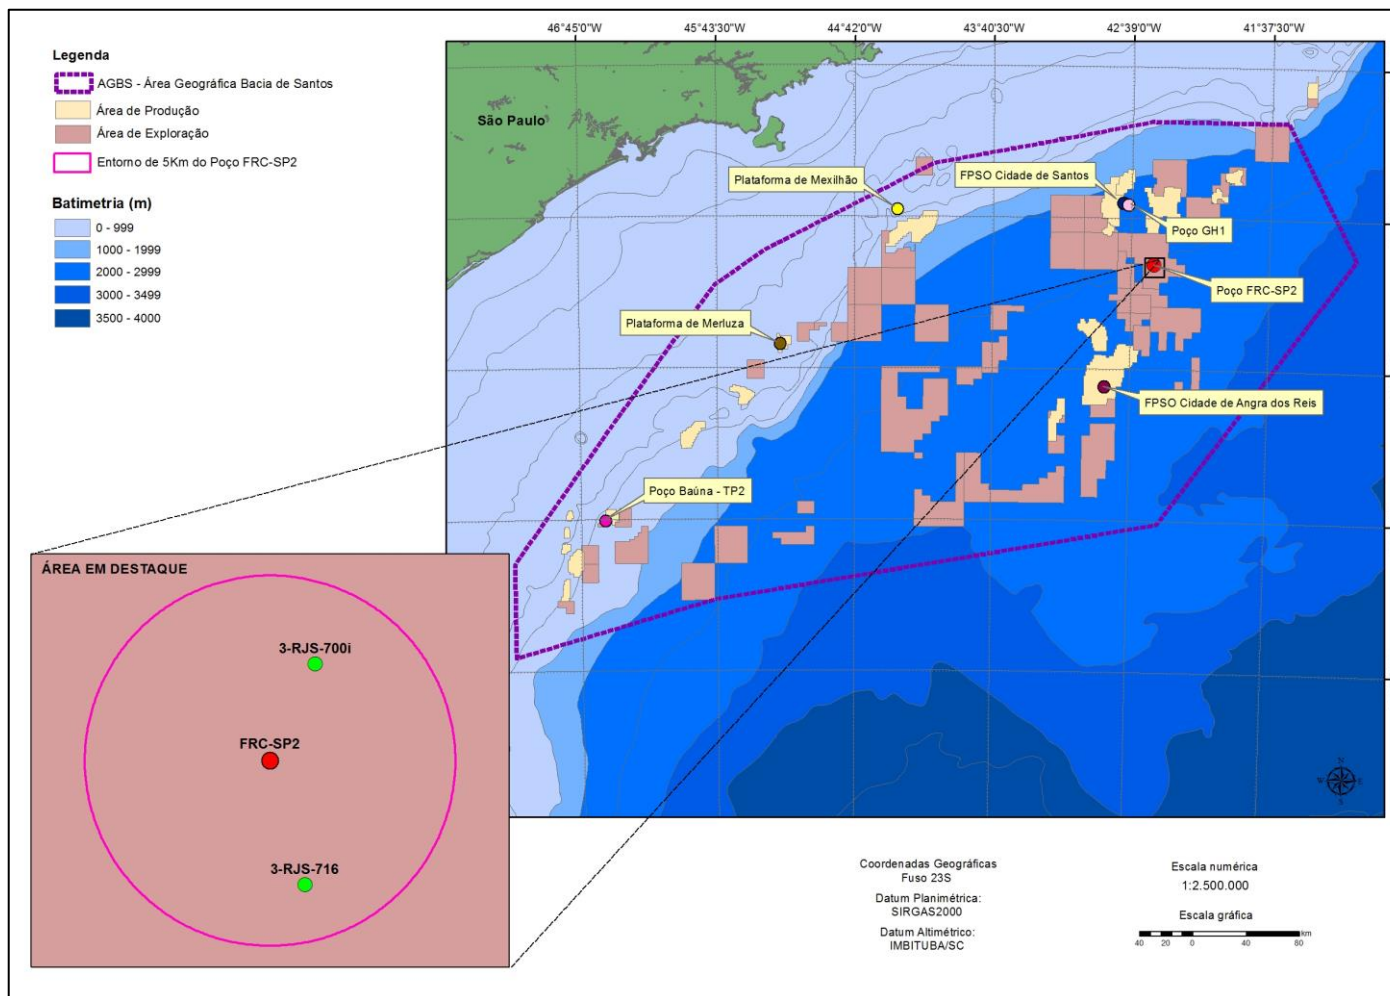 46°45'0"W
45°43'30"W
44°42'0"W
43°40'30"W
42°39'0"W
41°37'30"W
Legenda
AGBS - Área Geográfica Bacia de Santos
Área de Produção
Área de Exploração
Entorno de 5Km do Poço FRC-SP2
Batimetria (m)
0 - 999
1000 - 1999
2000 - 2999
3000 - 3499
3500 - 4000
São Paulo
Plataforma de Mexilhão
FPSO Cidade de Santos
Poço GH1
Poço FRC-SP2
Plataforma de Merluza
FPSO Cidade de Angra dos Reis
Poço Baúna - TP2
ÁREA EM DESTAQUE
3-RJS-700i
FRC-SP2
3-RJS-716
N
W
E
S
Coordenadas Geográficas
Fuso 23S
Datum Planimétrica:
SIRGAS2000
Datum Altimétrico:
IMBITUBA/SC
Escala numérica
1:2.500.000
Escala gráfica
km
40 20 0 40 80